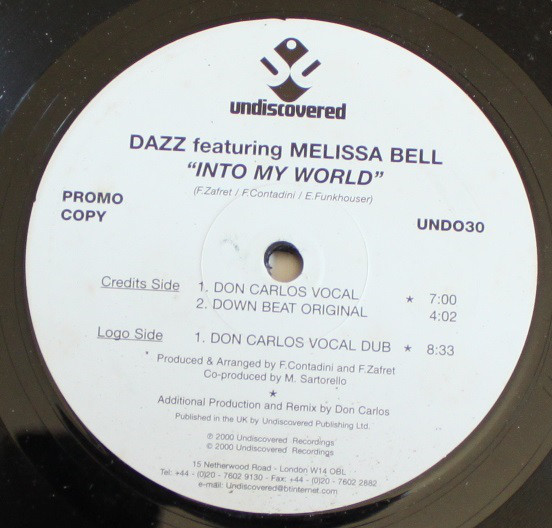 undiscovered
DAZZ featuring MELISSA BELL
"INTO MY WORLD"
(F.Zafret / F.Contadini / E.Funkhouser)
PROMO
COPY
UNDO30
Credits Side 1. DON CARLOS VOCAL ★ 7:00
2. DOWN BEAT ORIGINAL 4:02
Logo Side 1. DON CARLOS VOCAL DUB ★ 8:33
Produced & Arranged by F.Contadini and F.Zafret
Co-produced by M. Sartorello
★
Additional Production and Remix by Don Carlos
Published in the UK by Undiscovered Publishing Ltd.
℗ 2000 Undiscovered Recordings
© 2000 Undiscovered Recordings
15 Netherwood Road - London W14 OBL
Tel: +44 - (0)20 - 7602 9130 - Fax: +44 - (0)20 - 7602 2882
e-mail: Undiscovered@btinternet.com